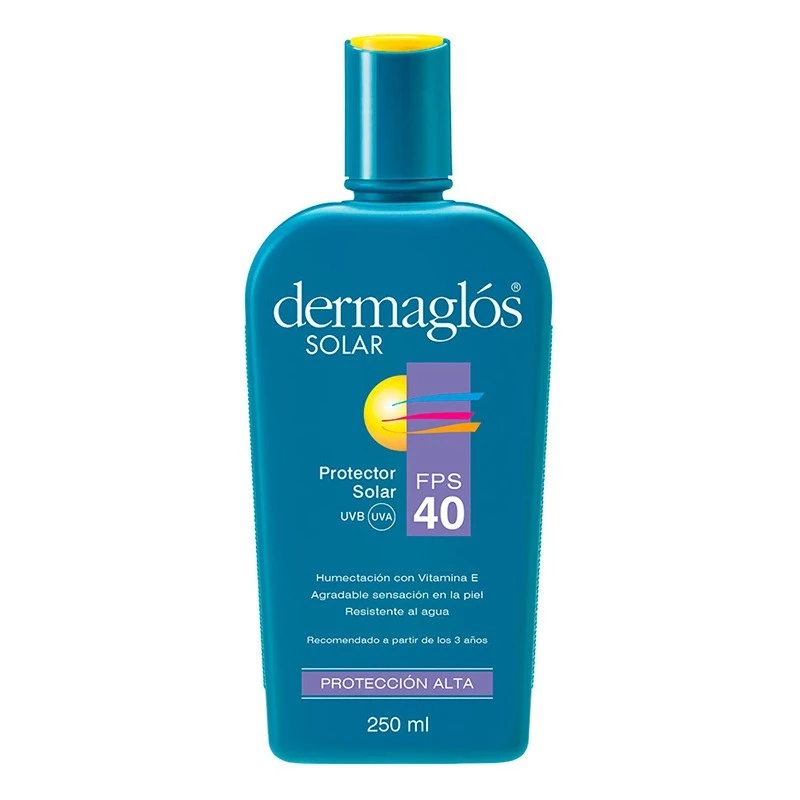 dermaglós®
SOLAR
Protector
Solar
UVB UVA
FPS
40
Humectación con Vitamina E
Agradable sensación en la piel
Resistente al agua
Recomendado a partir de los 3 años
PROTECCIÓN ALTA
250 ml